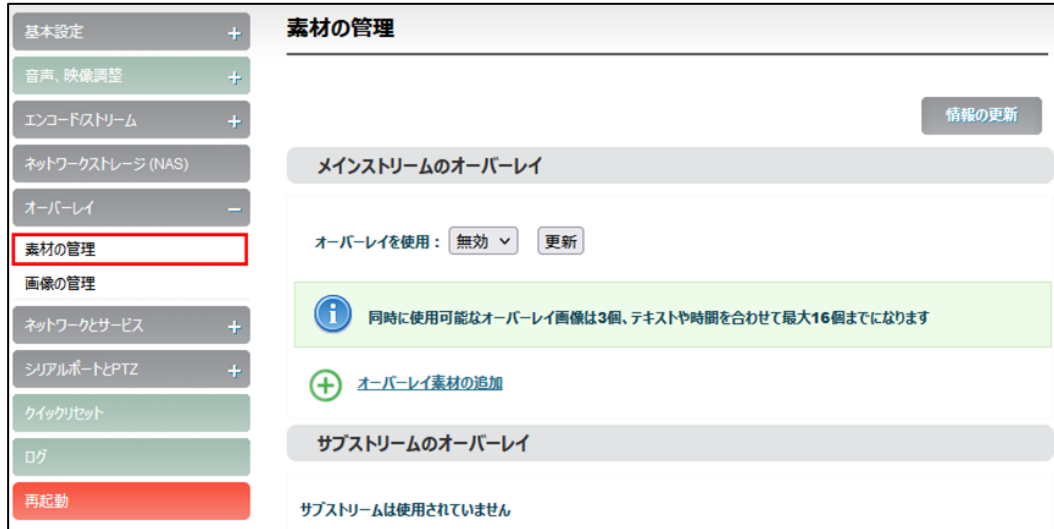 基本設定 +
音声、映像調整 +
エンコード/ストリーム +
ネットワークストレージ (NAS)
オーバーレイ −
素材の管理
画像の管理
ネットワークとサービス +
シリアルポートとPTZ +
クイックリセット
ログ
再起動
素材の管理
情報の更新
メインストリームのオーバーレイ
オーバーレイを使用： 無効 更新
同時に使用可能なオーバーレイ画像は3個、テキストや時間を合わせて最大16個までになります
オーバーレイ素材の追加
サブストリームのオーバーレイ
サブストリームは使用されていません